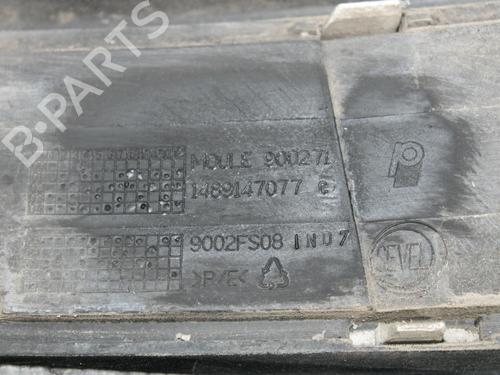 B-PARTS
MOULE 900271
1489147077
9002FS08 IND7
>P/E<
SEVEL